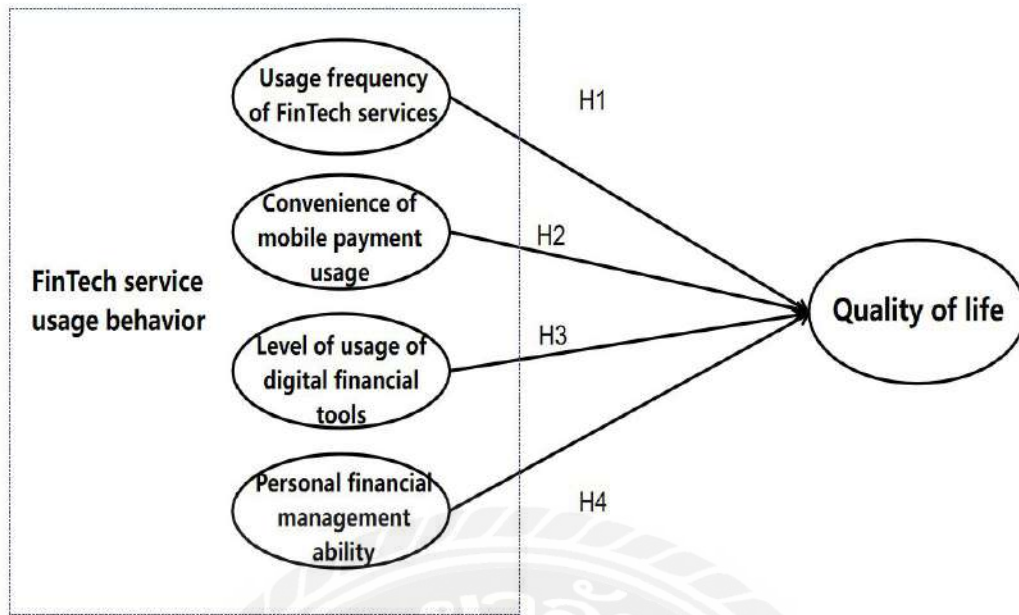 Usage frequency
of FinTech services
H1
Convenience of
mobile payment
usage
H2
FinTech service
usage behavior
Quality of life
Level of usage of
digital financial
tools
H3
Personal financial
management
ability
H4